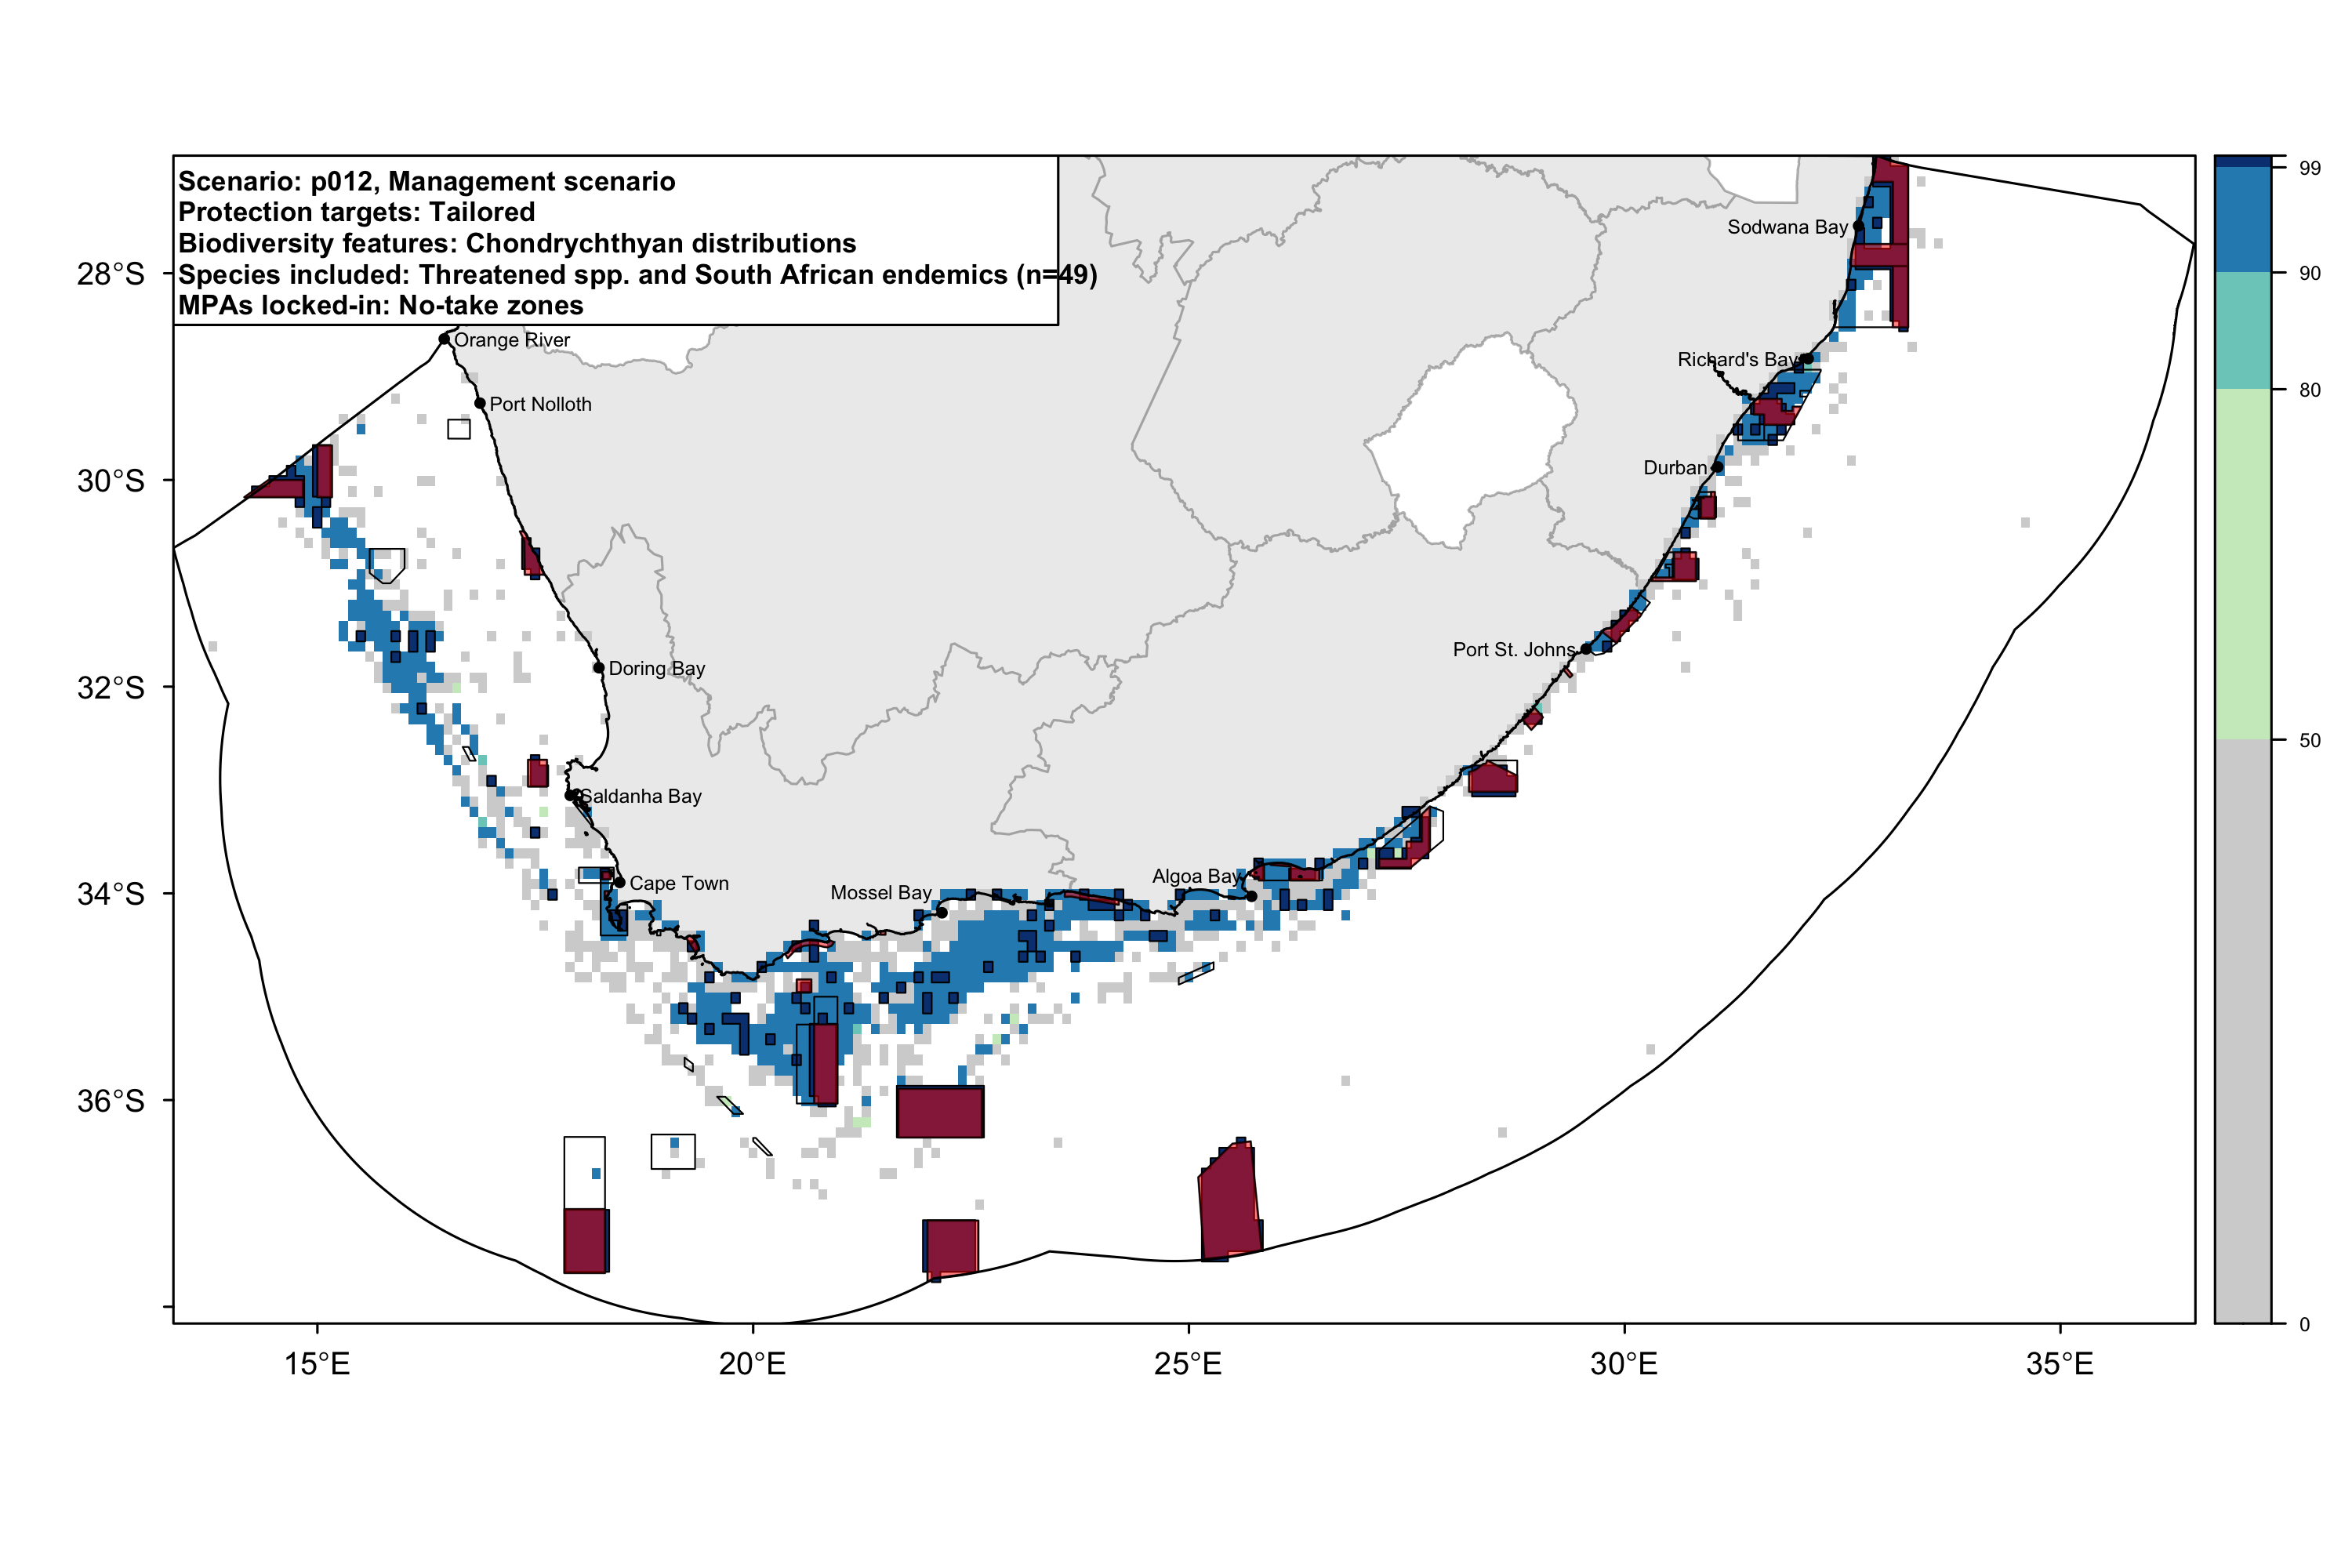 Scenario: p012, Management scenario
Protection targets: Tailored
Biodiversity features: Chondrychthyan distributions
Species included: Threatened spp. and South African endemics (n=49)
MPAs locked-in: No-take zones
99
Sodwana Bay
28°S
90
Orange River
Richard's Bay
80
Port Nolloth
Durban
30°S
Port St. Johns
Doring Bay
32°S
50
Saldanha Bay
Algoa Bay
Cape Town
Mossel Bay
34°S
36°S
0
15°E
20°E
25°E
30°E
35°E